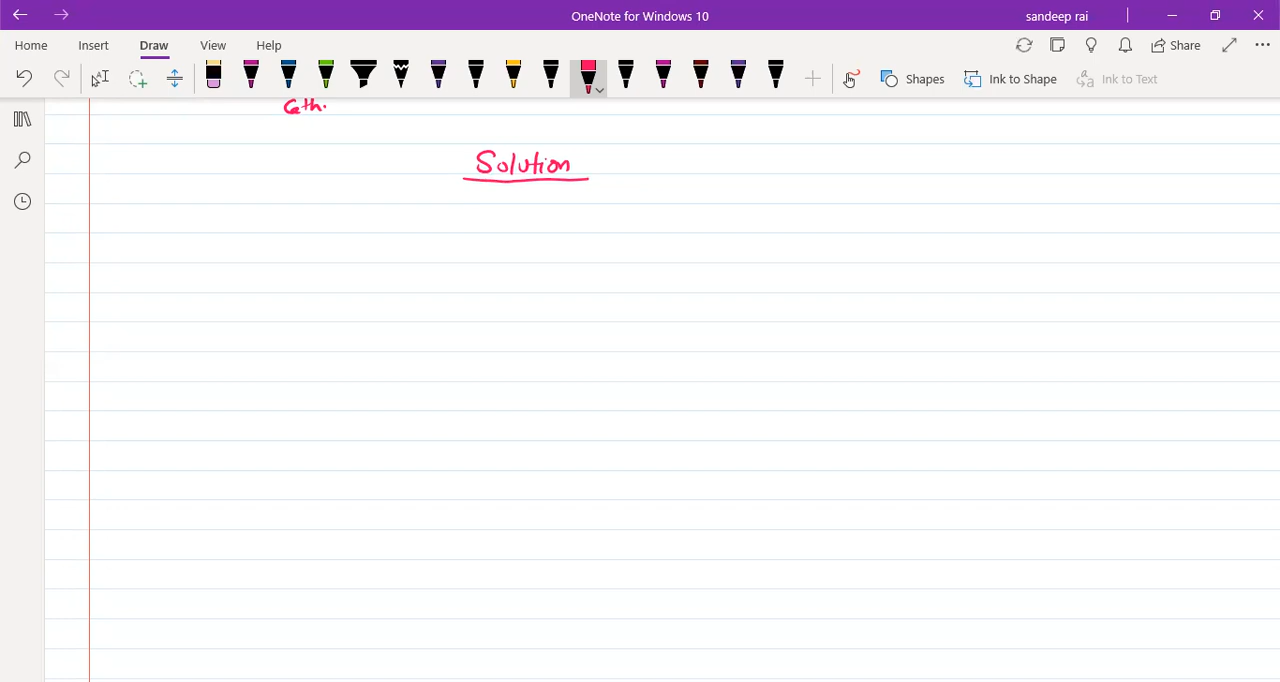 OneNote for Windows 10
sandeep rai
Home Insert Draw View Help
Share
Shapes Ink to Shape Ink to Text
6th.
Solution